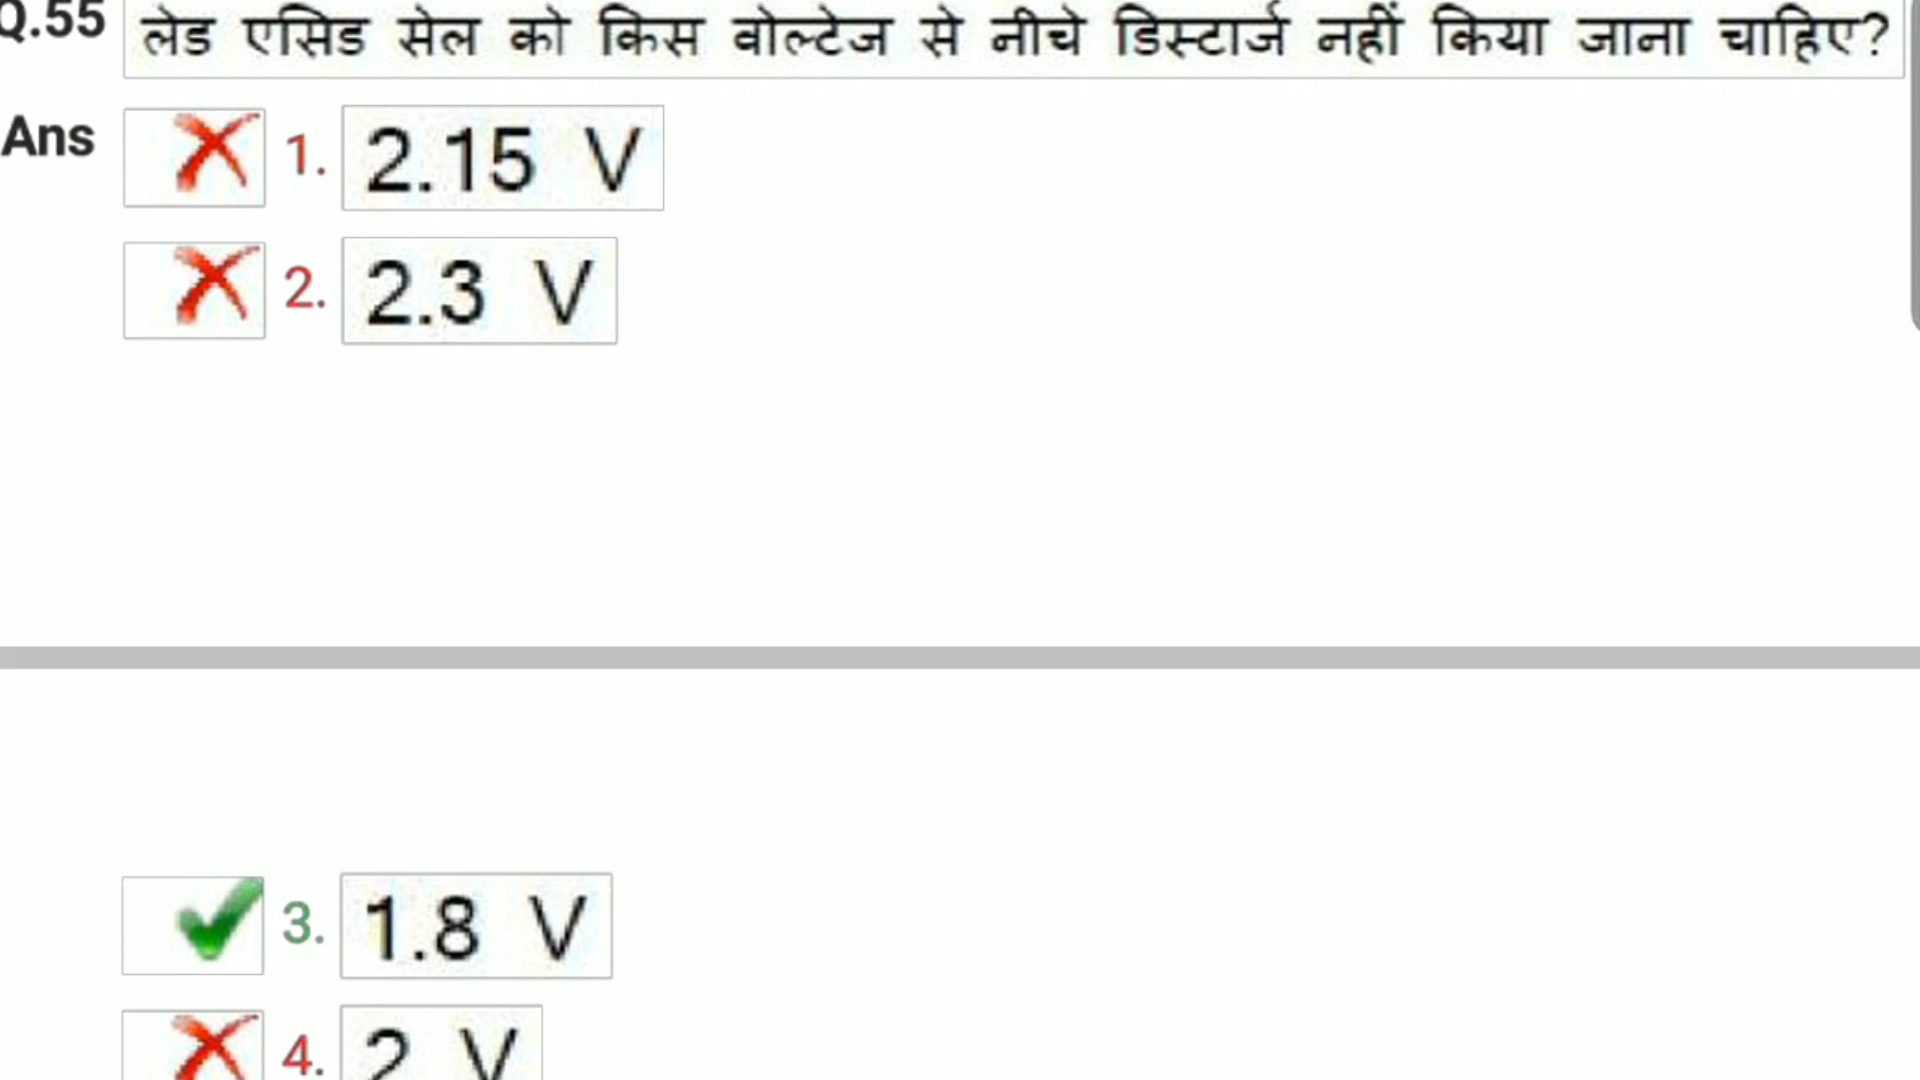 Q.55 लेड एसिड सेल को किस वोल्टेज से नीचे डिस्टार्ज नहीं किया जाना चाहिए?
Ans 1. 2.15 V
2. 2.3 V
3. 1.8 V
4. 2 V